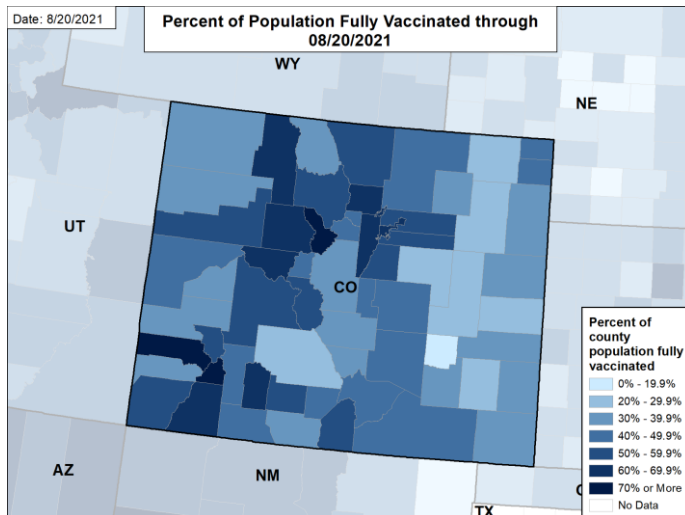 Date: 8/20/2021
Percent of Population Fully Vaccinated through
08/20/2021
WY
NE
UT
CO
AZ
NM
TX
Percent of
county
population fully
vaccinated
0% - 19.9%
20% - 29.9%
30% - 39.9%
40% - 49.9%
50% - 59.9%
60% - 69.9%
70% or More
No Data